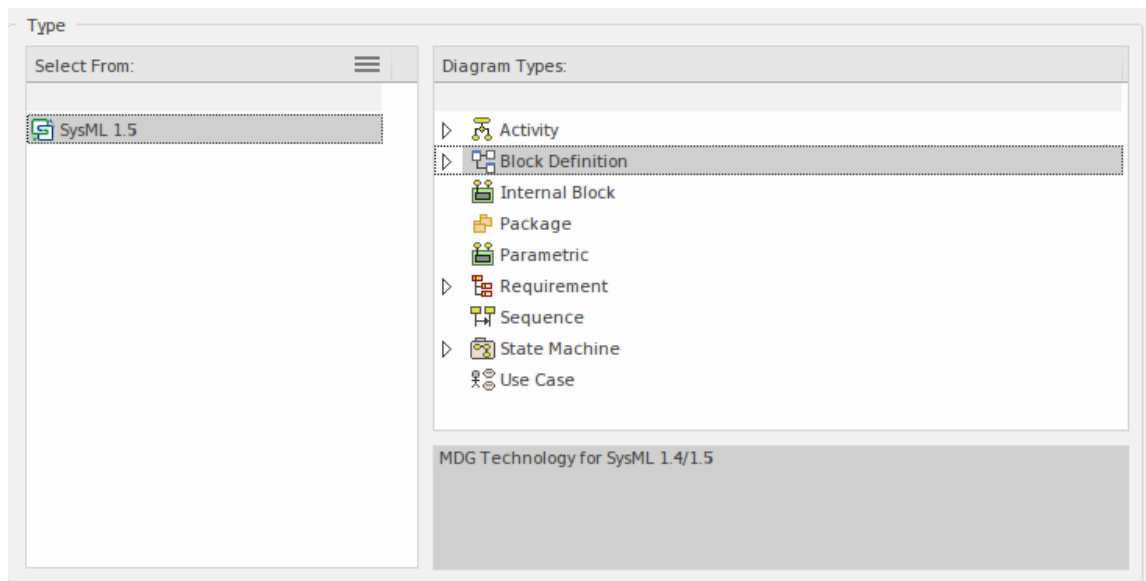 Type
Select From:
SysML 1.5
Diagram Types:
Activity
Block Definition
Internal Block
Package
Parametric
Requirement
Sequence
State Machine
Use Case
MDG Technology for SysML 1.4/1.5